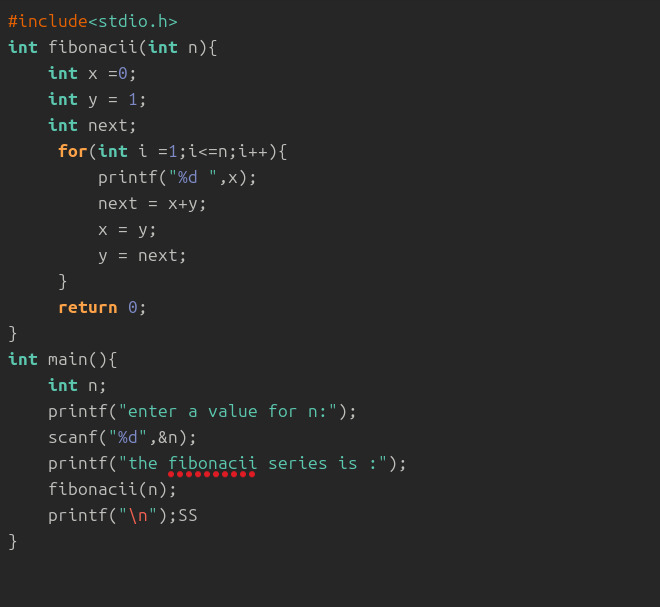 #include<stdio.h>
int fibonacii(int n){
    int x =0;
    int y = 1;
    int next;
     for(int i =1;i<=n;i++){
         printf("%d ",x);
         next = x+y;
         x = y;
         y = next;
     }
     return 0;
}
int main(){
    int n;
    printf("enter a value for n:");
    scanf("%d",&n);
    printf("the fibonacii series is :");
    fibonacii(n);
    printf("\n");SS
}